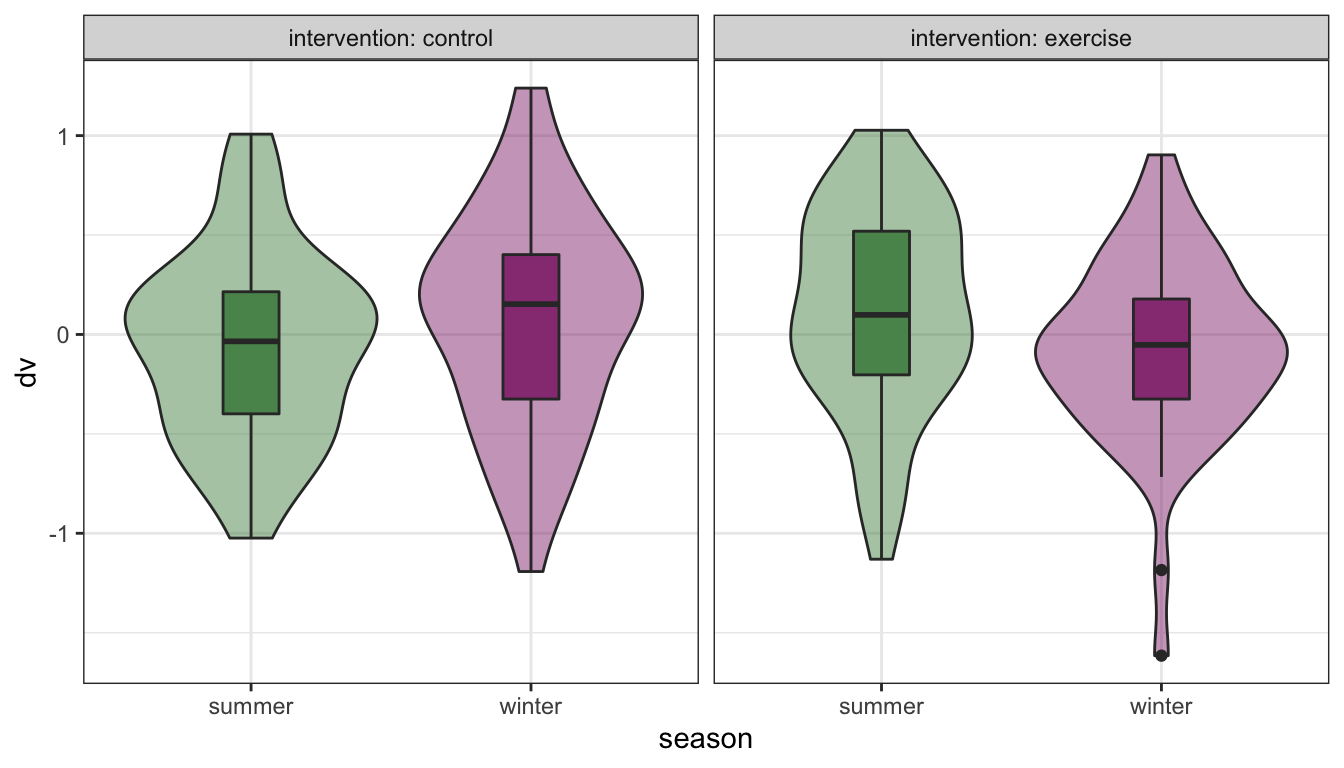 intervention: control
intervention: exercise
dv
1
0
-1
summer
winter
summer
winter
season